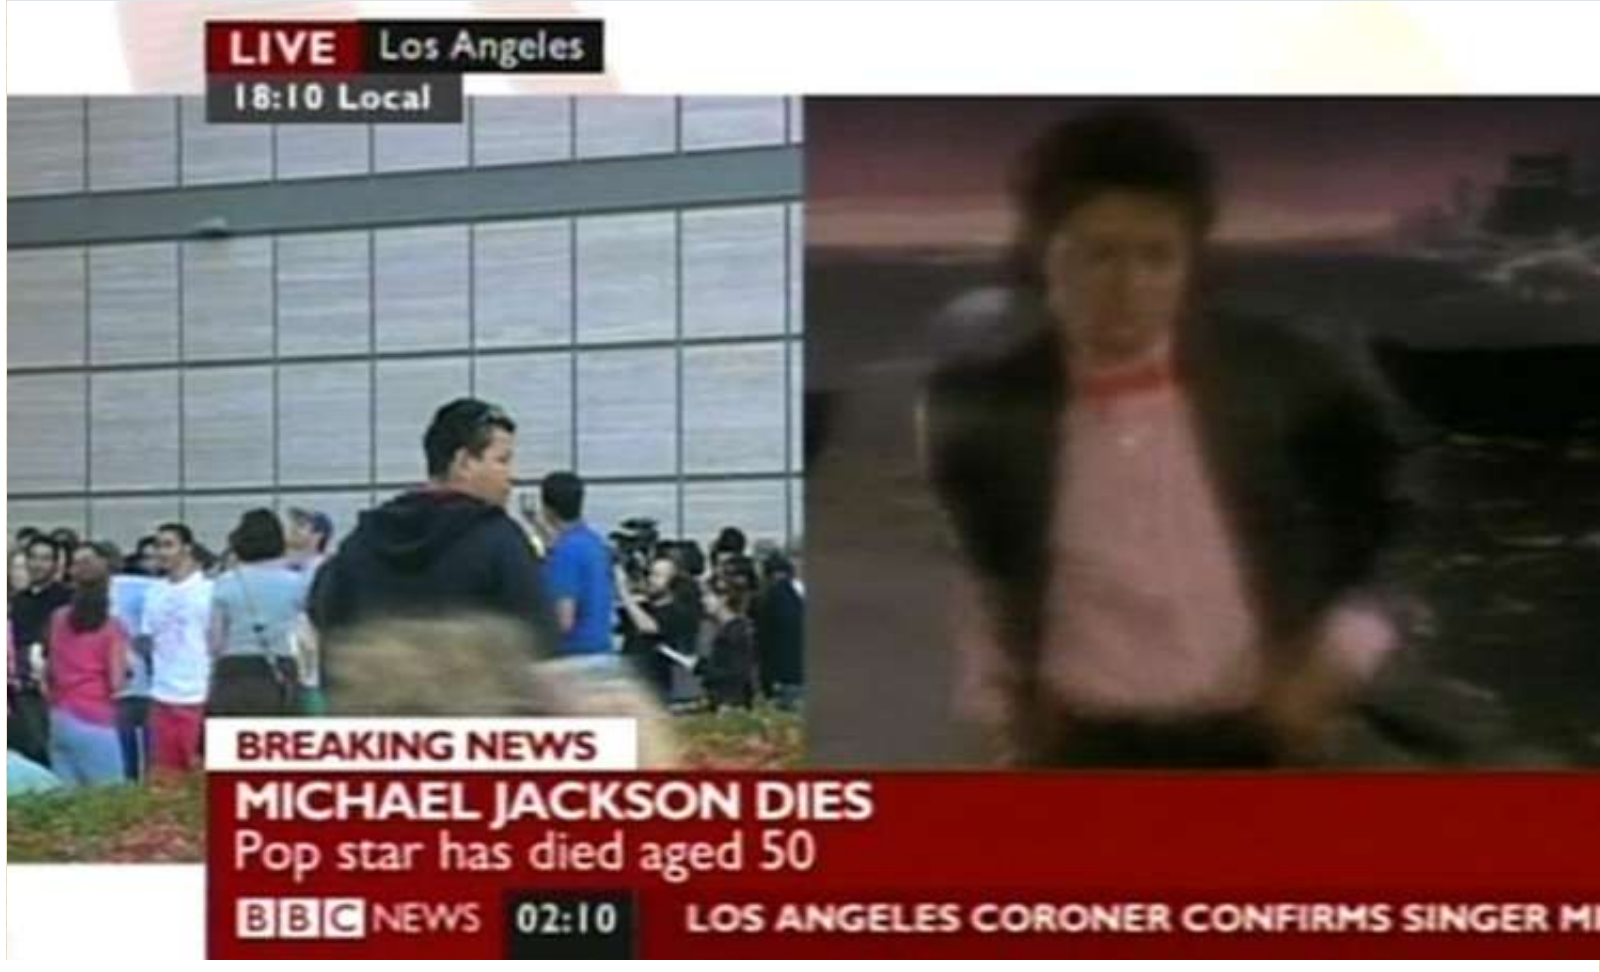 LIVE Los Angeles
18:10 Local
BREAKING NEWS
MICHAEL JACKSON DIES
Pop star has died aged 50
BBC NEWS 02:10 LOS ANGELES CORONER CONFIRMS SINGER MI